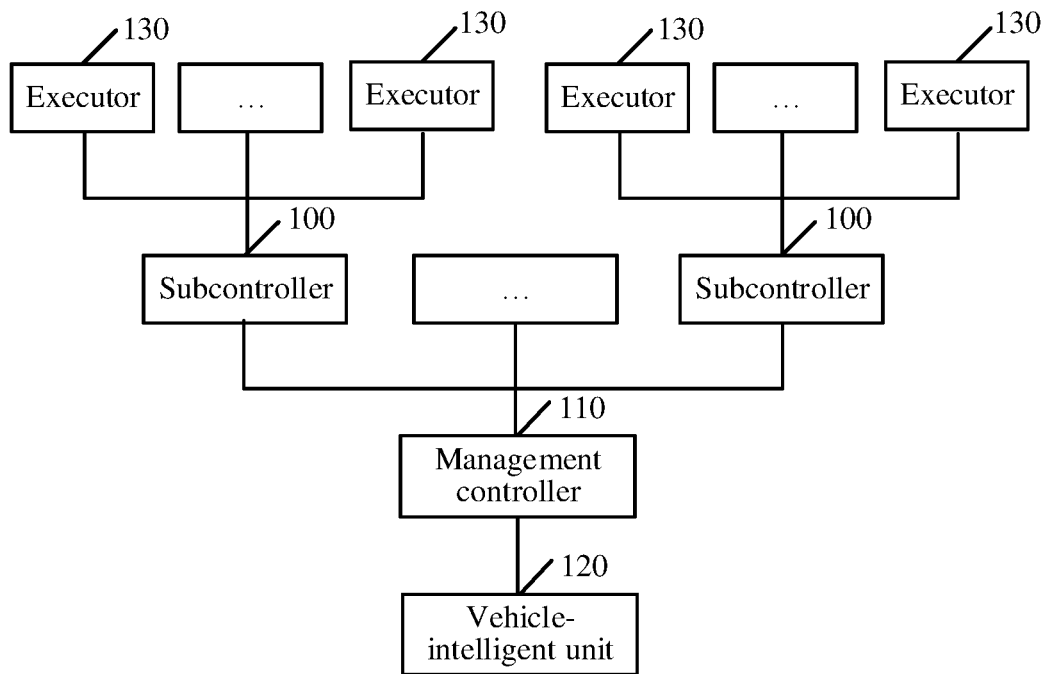 130
130
130
130
Executor
…
Executor
Executor
…
Executor
100
100
Subcontroller
…
Subcontroller
110
Management
controller
120
Vehicle-
intelligent unit